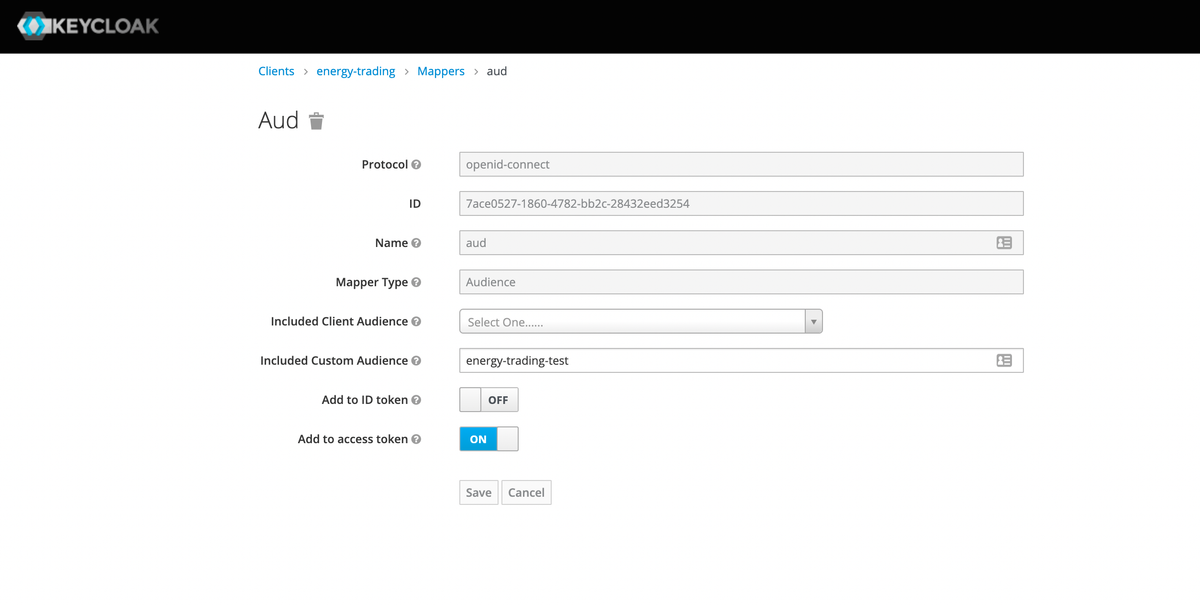 KEYCLOAK
Clients > energy-trading > Mappers > aud
Aud
Protocol openid-connect
ID 7ace0527-1860-4782-bb2c-28432eed3254
Name aud
Mapper Type Audience
Included Client Audience Select One......
Included Custom Audience energy-trading-test
Add to ID token OFF
Add to access token ON
Save Cancel